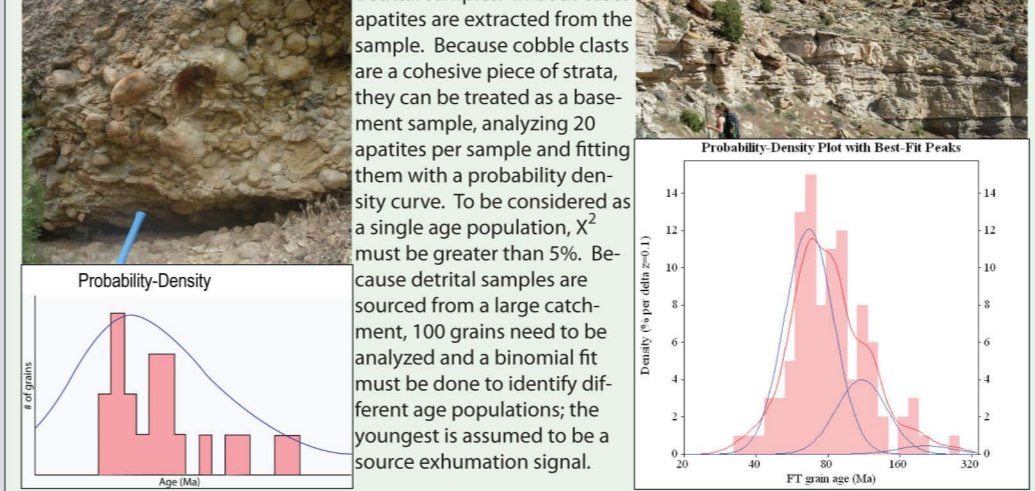 apatites are extracted from the
sample. Because cobble clasts
are a cohesive piece of strata,
they can be treated as a base-
ment sample, analyzing 20
apatites per sample and fitting
them with a probability den-
sity curve. To be considered as
a single age population, X²
must be greater than 5%. Be-
cause detrital samples are
sourced from a large catch-
ment, 100 grains need to be
analyzed and a binomial fit
must be done to identify dif-
ferent age populations; the
youngest is assumed to be a
source exhumation signal.
Probability-Density
# of grains
Age (Ma)
Probability-Density Plot with Best-Fit Peaks
Density (% per delta z=0.1)
14
12
10
8
6
4
2
0
14
12
10
8
6
4
2
0
20 40 80 160 320
FT grain age (Ma)